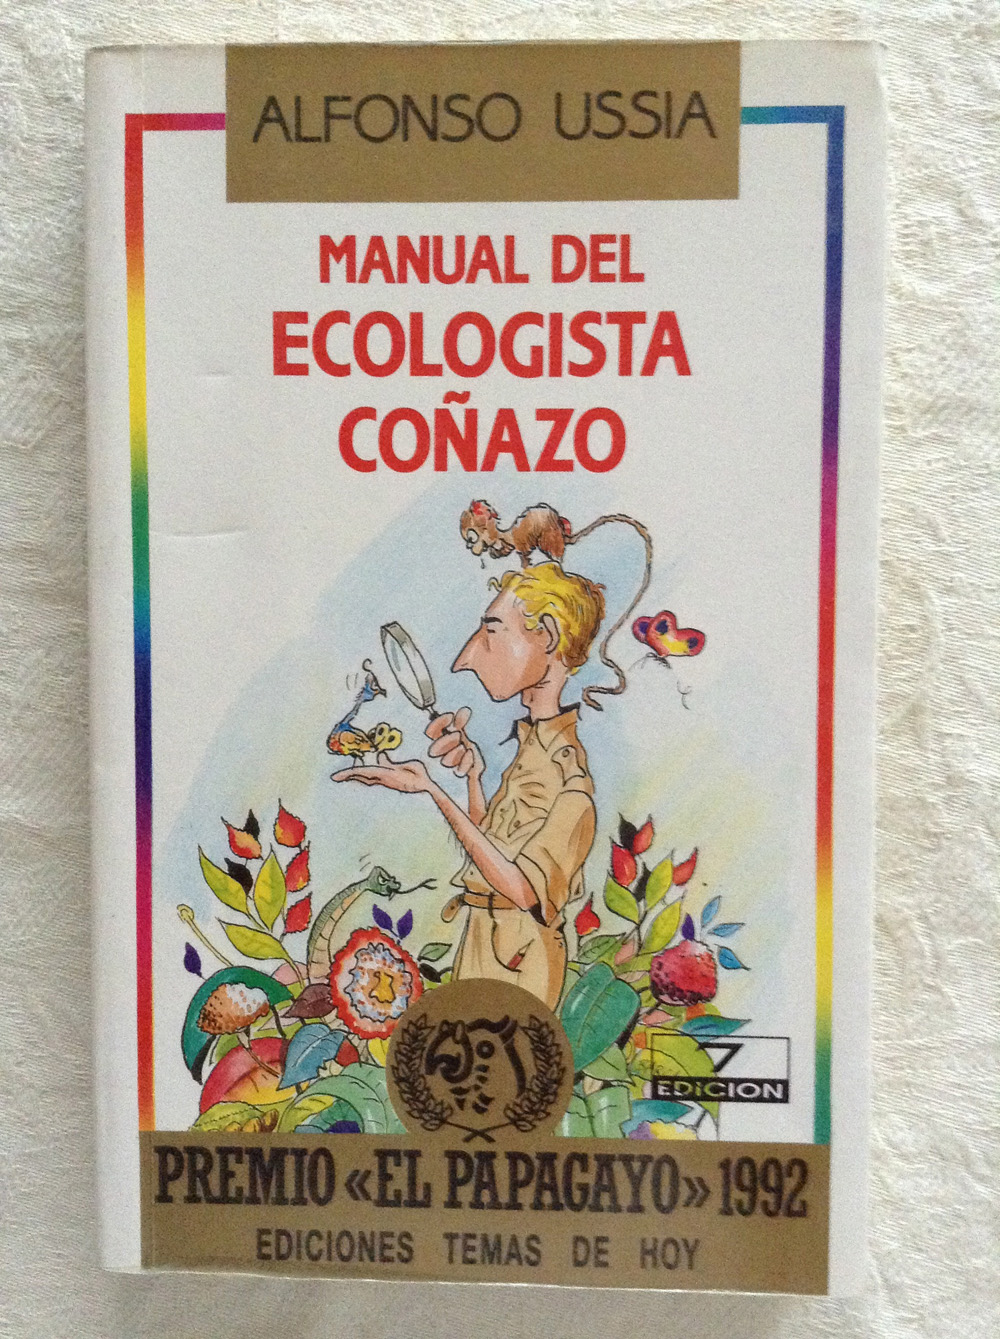 ALFONSO USSIA
MANUAL DEL
ECOLOGISTA
COÑAZO
7
EDICION
PREMIO «EL PAPAGAYO» 1992
EDICIONES TEMAS DE HOY